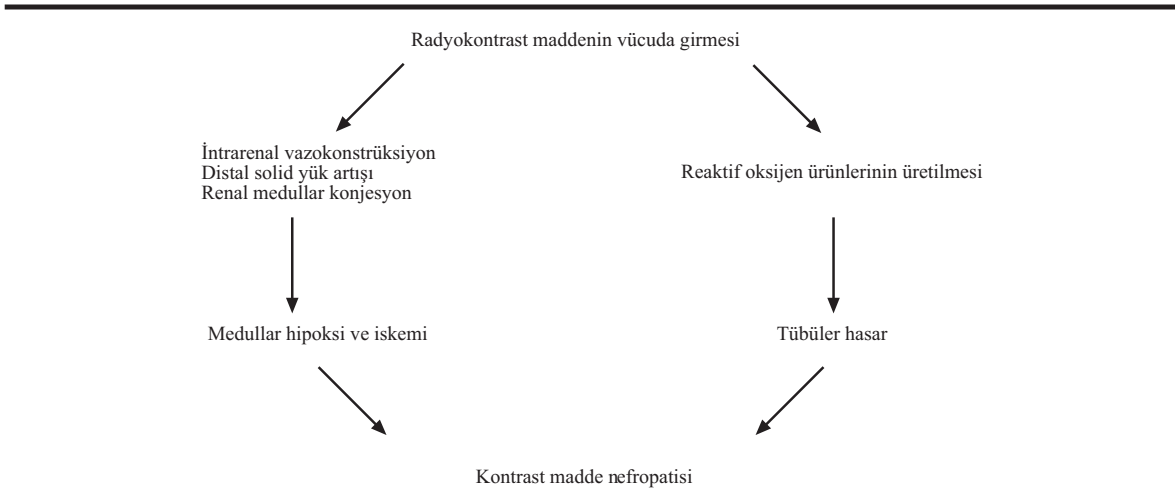 Radyokontrast maddenin vücuda girmesi
İntrarenal vazokonstrüksiyon
Distal solid yük artışı
Renal medullar konjesyon
Reaktif oksijen ürünlerinin üretilmesi
Medullar hipoksi ve iskemi
Tübüler hasar
Kontrast madde nefropatisi